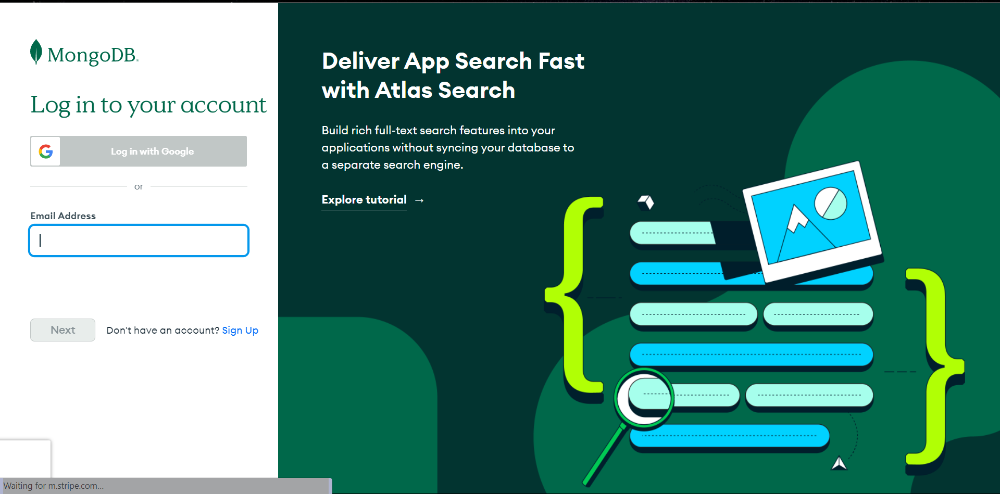 MongoDB.
Log in to your account
Log in with Google
or
Email Address
Next
Don't have an account? Sign Up
Deliver App Search Fast
with Atlas Search
Build rich full-text search features into your
applications without syncing your database to
a separate search engine.
Explore tutorial →
Waiting for m.stripe.com...